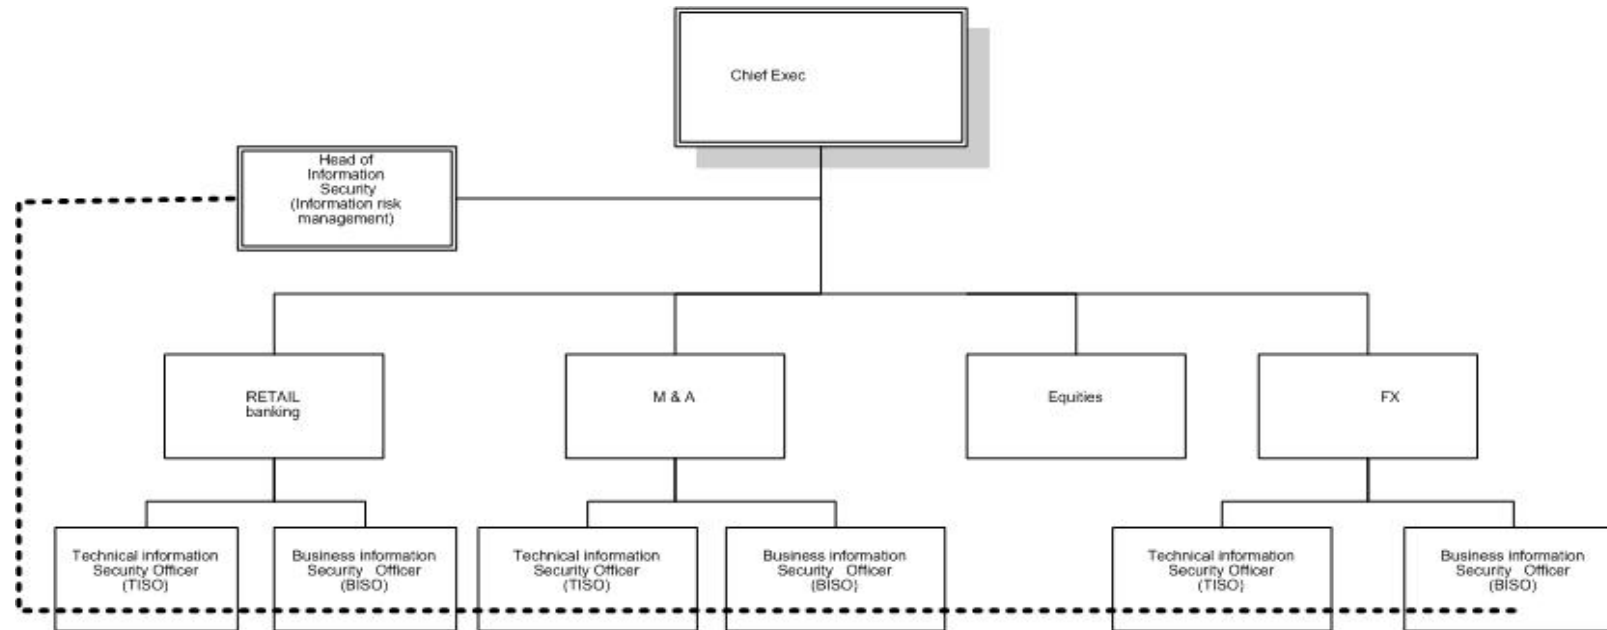 Chief Exec
Head of
Information
Security
(Information risk
management)
RETAIL
banking
M & A
Equities
FX
Technical information
Security Officer
(TISO)
Business information
Security Officer
(BISO)
Technical information
Security Officer
(TISO)
Business information
Security Officer
(BISO}
Technical information
Security Officer
(TISO}
Business information
Security Officer
(BISO)